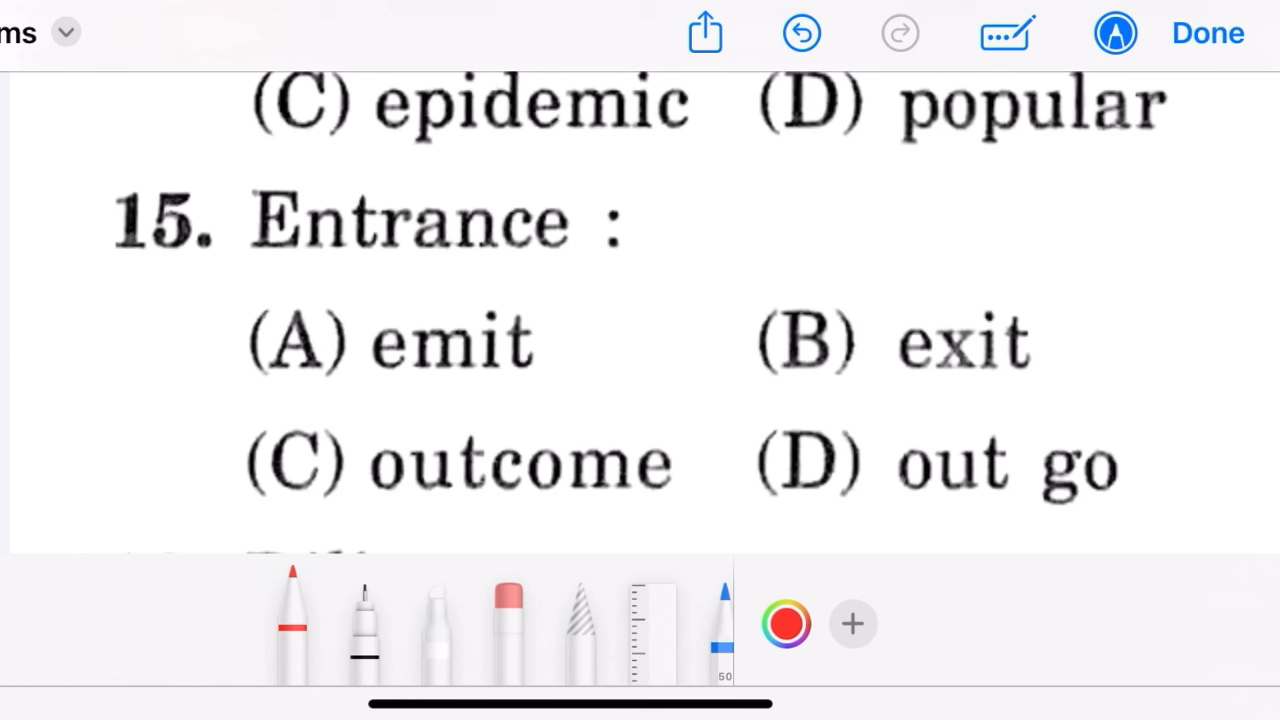 ms Done
(C) epidemic (D) popular
15. Entrance :
(A) emit (B) exit
(C) outcome (D) out go
50